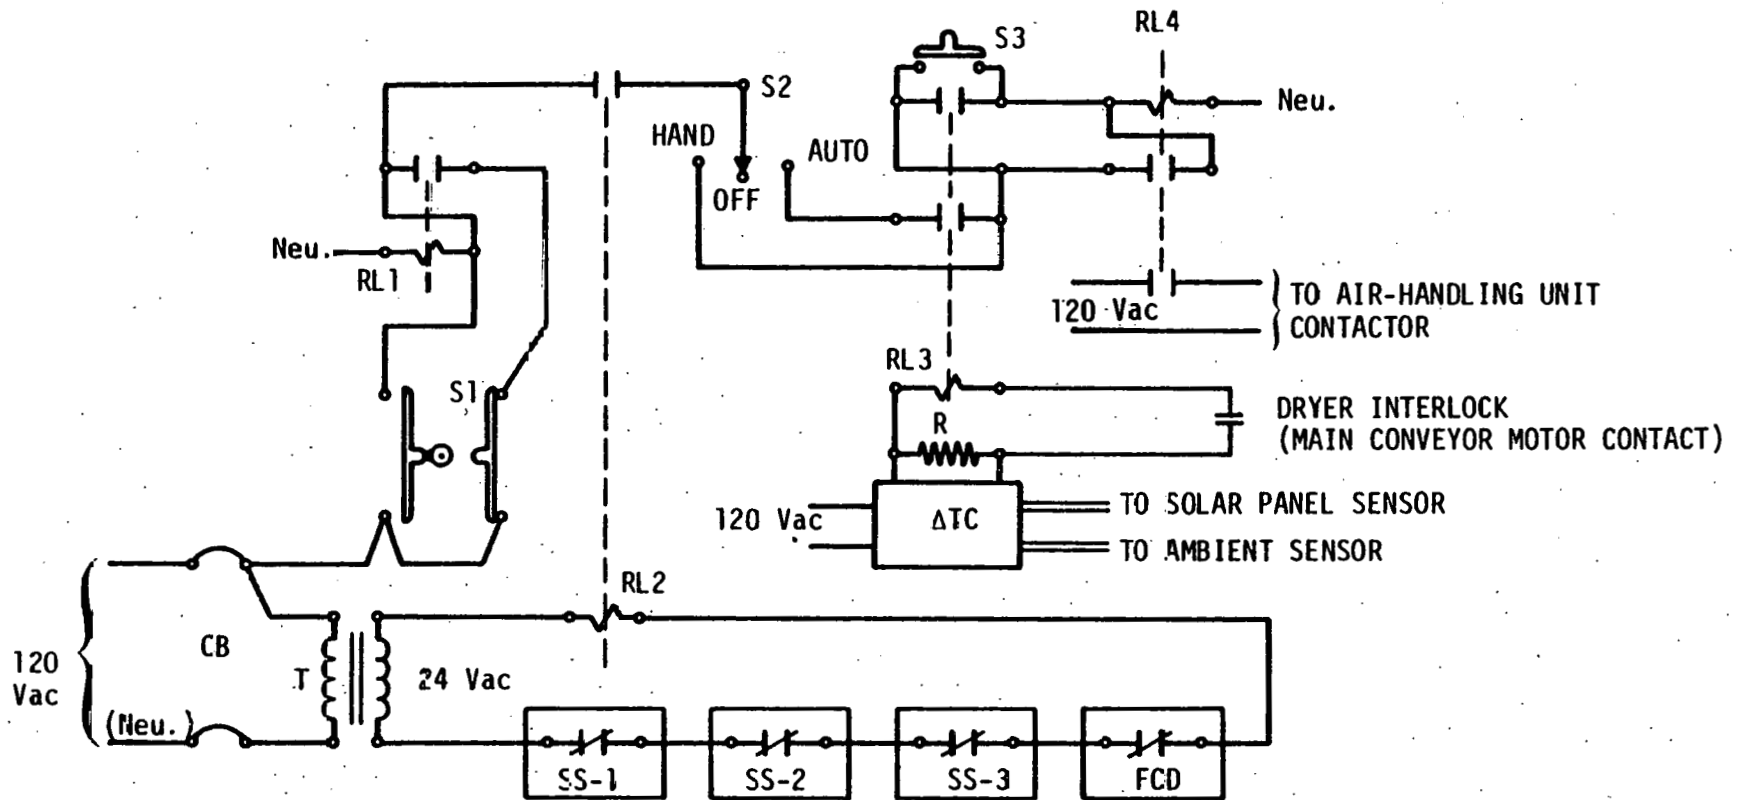 RL4
S3
S2
Neu.
HAND
AUTO
OFF
Neu.
RL1
TO AIR-HANDLING UNIT
CONTACTOR
120 Vac
RL3
S1
R
DRYER INTERLOCK
(MAIN CONVEYOR MOTOR CONTACT)
120 Vac
ΔTC
TO SOLAR PANEL SENSOR
TO AMBIENT SENSOR
RL2
CB
120
Vac
T
24 Vac
(Neu.)
SS-1
SS-2
SS-3
FCD